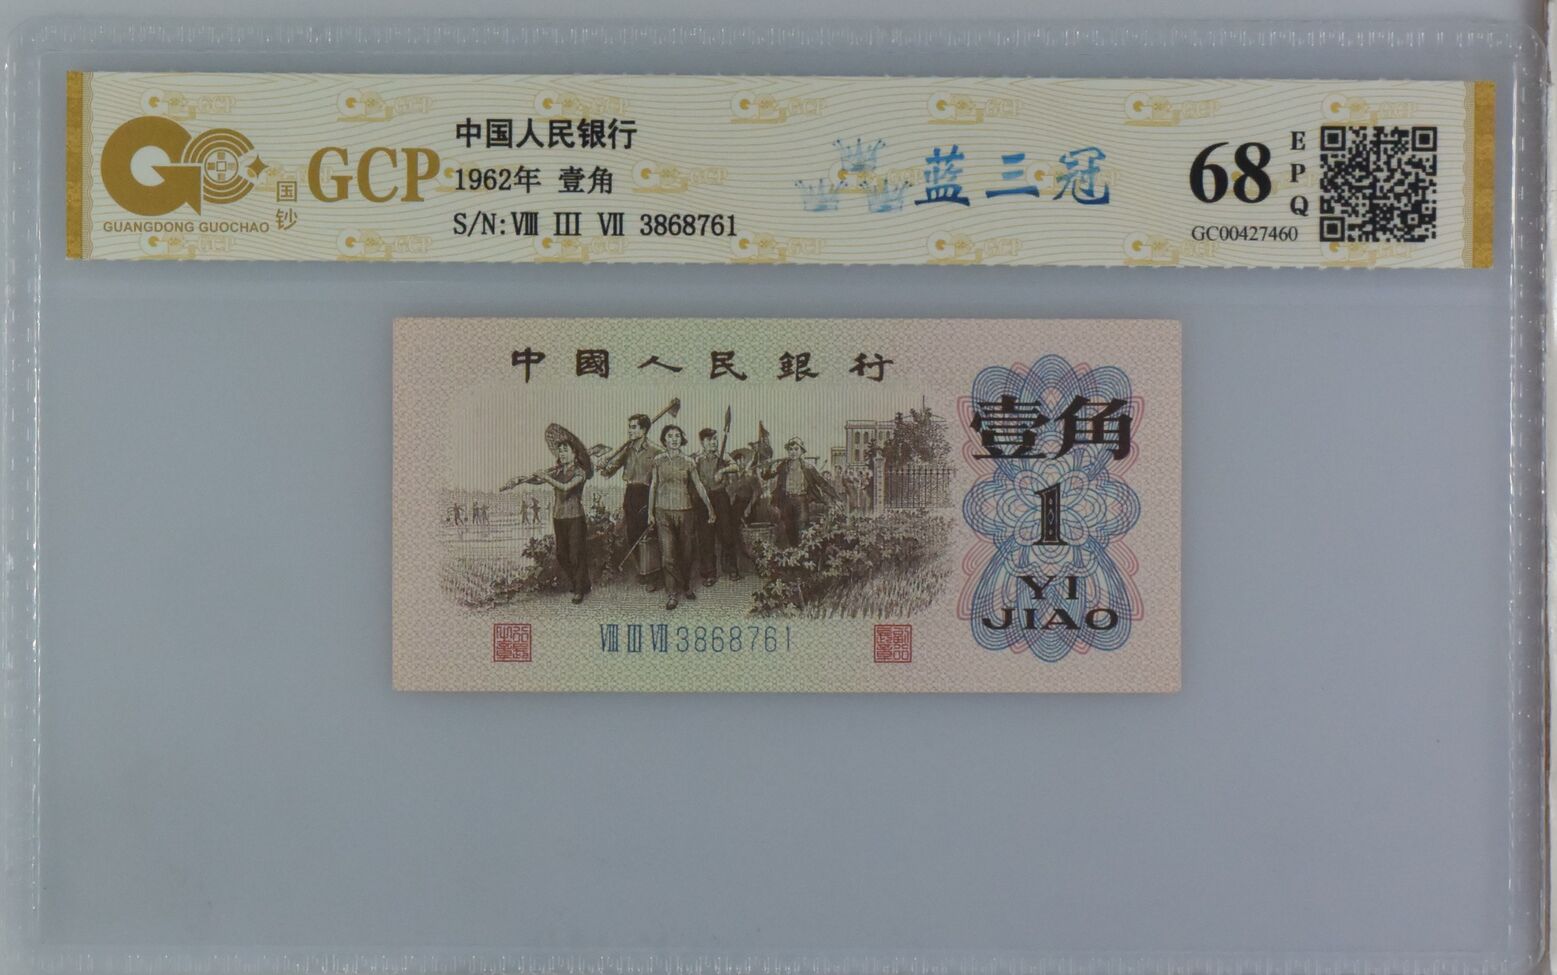 中国人民银行
GCP
1962年 壹角
S/N:Ⅷ Ⅲ Ⅶ 3868761
国钞
GUANGDONG GUOCHAO
蓝三冠
68
EPQ
GC00427460
中國人民銀行
壹角
1
YI
JIAO
Ⅷ Ⅲ Ⅶ 3868761